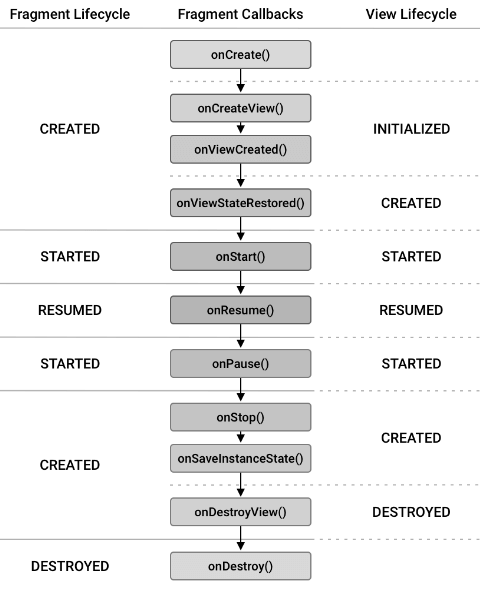 Fragment Lifecycle Fragment Callbacks View Lifecycle
onCreate()
onCreateView()
CREATED INITIALIZED
onViewCreated()
onViewStateRestored() CREATED
STARTED onStart() STARTED
RESUMED onResume() RESUMED
STARTED onPause() STARTED
onStop()
CREATED
onSaveInstanceState()
CREATED
onDestroyView() DESTROYED
DESTROYED onDestroy()